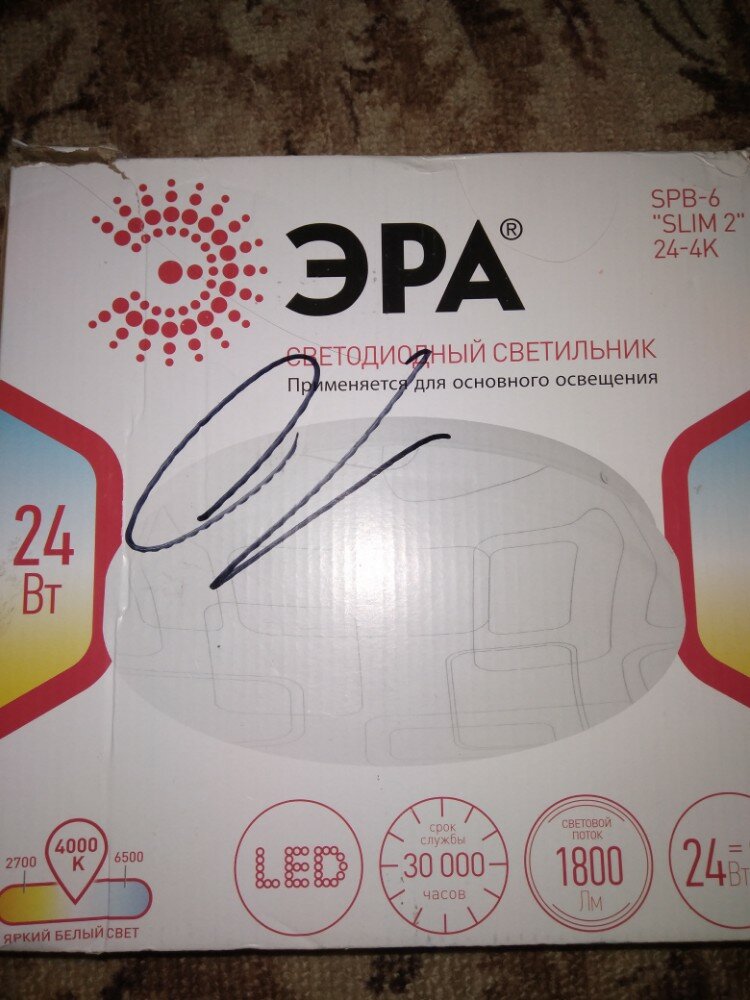 ЭРА®
SPB-6
"SLIM 2"
24-4K
СВЕТОДИОДНЫЙ СВЕТИЛЬНИК
Применяется для основного освещения
24
Вт
2700
4000
K
6500
ЯРКИЙ БЕЛЫЙ СВЕТ
LED
срок
службы
30 000
часов
СВЕТОВОЙ
ПОТОК
1800
Лм
24 =
Вт